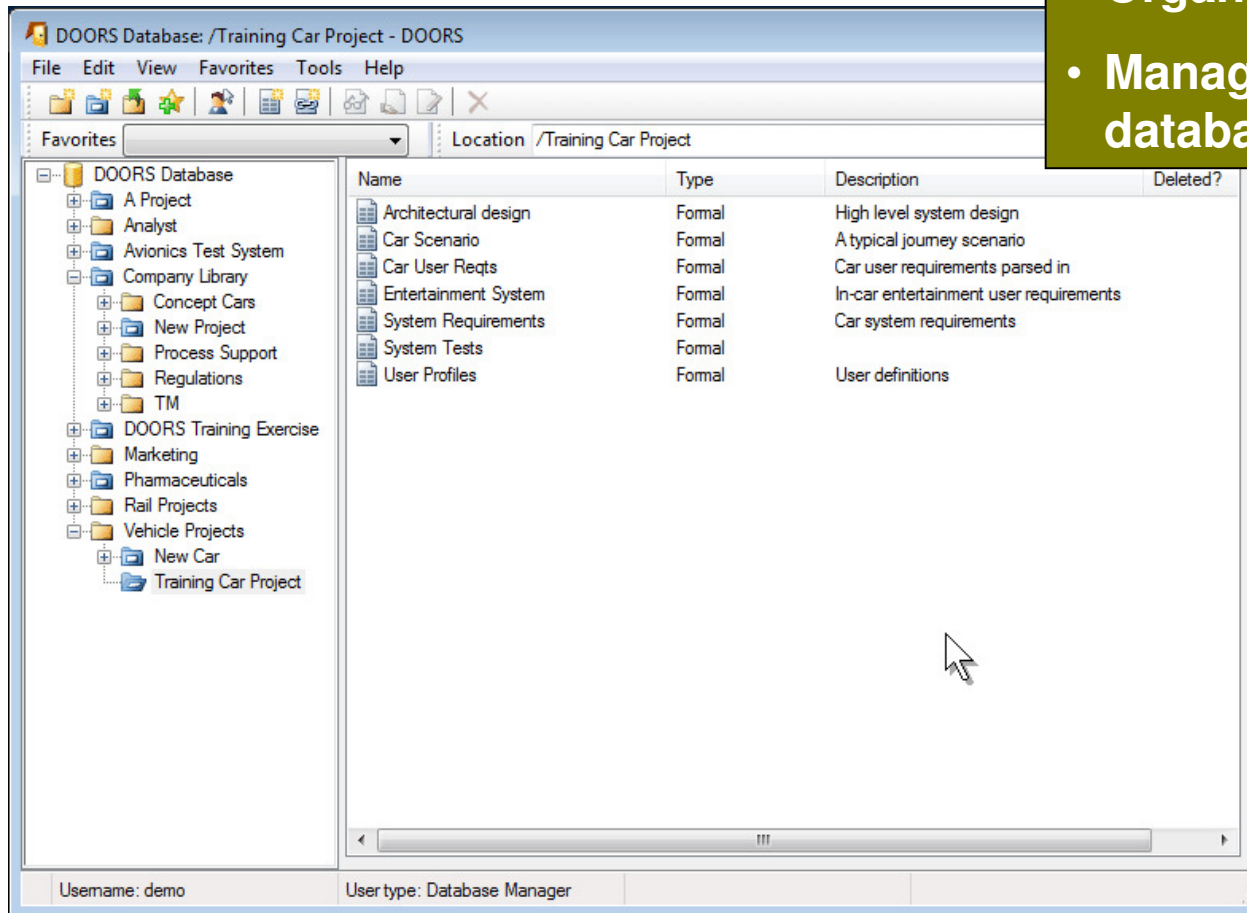 DOORS Database: /Training Car Project - DOORS
File Edit View Favorites Tools Help
• Manag
databa
Favorites
Location /Training Car Project
DOORS Database
A Project
Analyst
Avionics Test System
Company Library
Concept Cars
New Project
Process Support
Regulations
TM
DOORS Training Exercise
Marketing
Pharmaceuticals
Rail Projects
Vehicle Projects
New Car
Training Car Project
Name Type Description Deleted?
Architectural design Formal High level system design
Car Scenario Formal A typical journey scenario
Car User Reqts Formal Car user requirements parsed in
Entertainment System Formal In-car entertainment user requirements
System Requirements Formal Car system requirements
System Tests Formal
User Profiles Formal User definitions
Username: demo User type: Database Manager